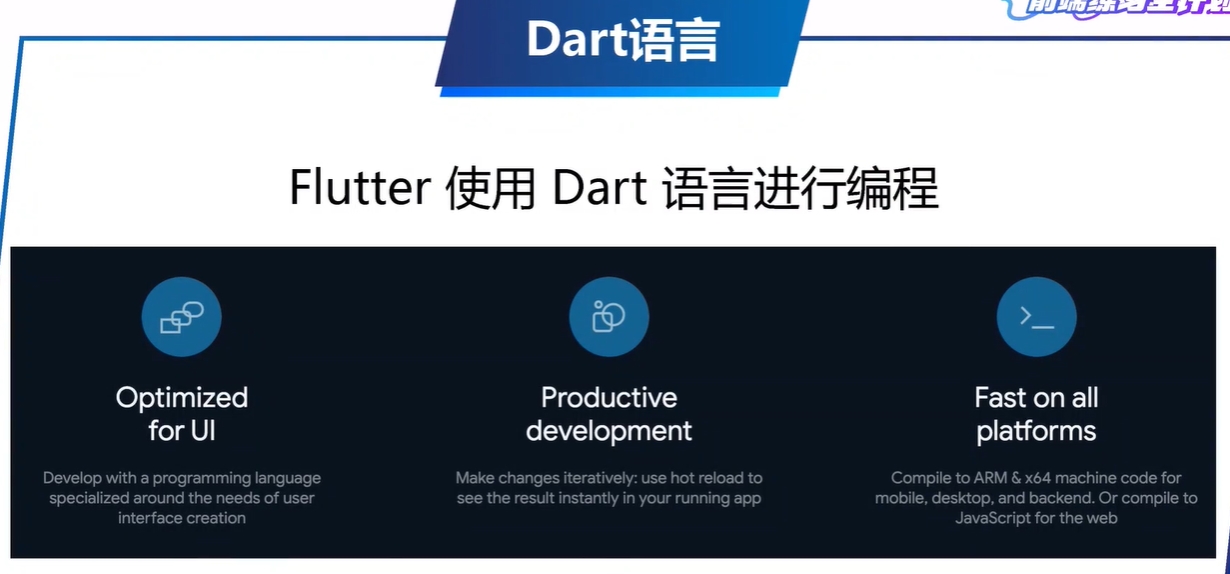 Dart语言
Flutter 使用 Dart 语言进行编程
Optimized
for UI
Develop with a programming language
specialized around the needs of user
interface creation
Productive
development
Make changes iteratively: use hot reload to
see the result instantly in your running app
Fast on all
platforms
Compile to ARM & x64 machine code for
mobile, desktop, and backend. Or compile to
JavaScript for the web